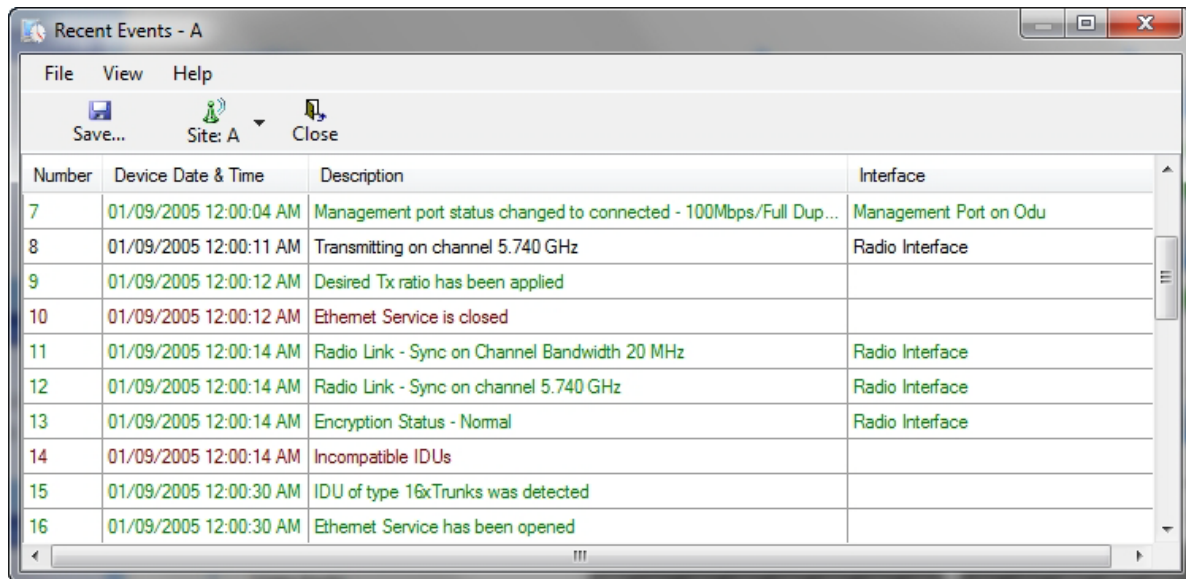 Recent Events - A
File View Help
Save... Site: A Close
Number Device Date & Time Description Interface
7 01/09/2005 12:00:04 AM Management port status changed to connected - 100Mbps/Full Dup... Management Port on Odu
8 01/09/2005 12:00:11 AM Transmitting on channel 5.740 GHz Radio Interface
9 01/09/2005 12:00:12 AM Desired Tx ratio has been applied
10 01/09/2005 12:00:12 AM Ethernet Service is closed
11 01/09/2005 12:00:14 AM Radio Link - Sync on Channel Bandwidth 20 MHz Radio Interface
12 01/09/2005 12:00:14 AM Radio Link - Sync on channel 5.740 GHz Radio Interface
13 01/09/2005 12:00:14 AM Encryption Status - Normal Radio Interface
14 01/09/2005 12:00:14 AM Incompatible IDUs
15 01/09/2005 12:00:30 AM IDU of type 16xTrunks was detected
16 01/09/2005 12:00:30 AM Ethernet Service has been opened